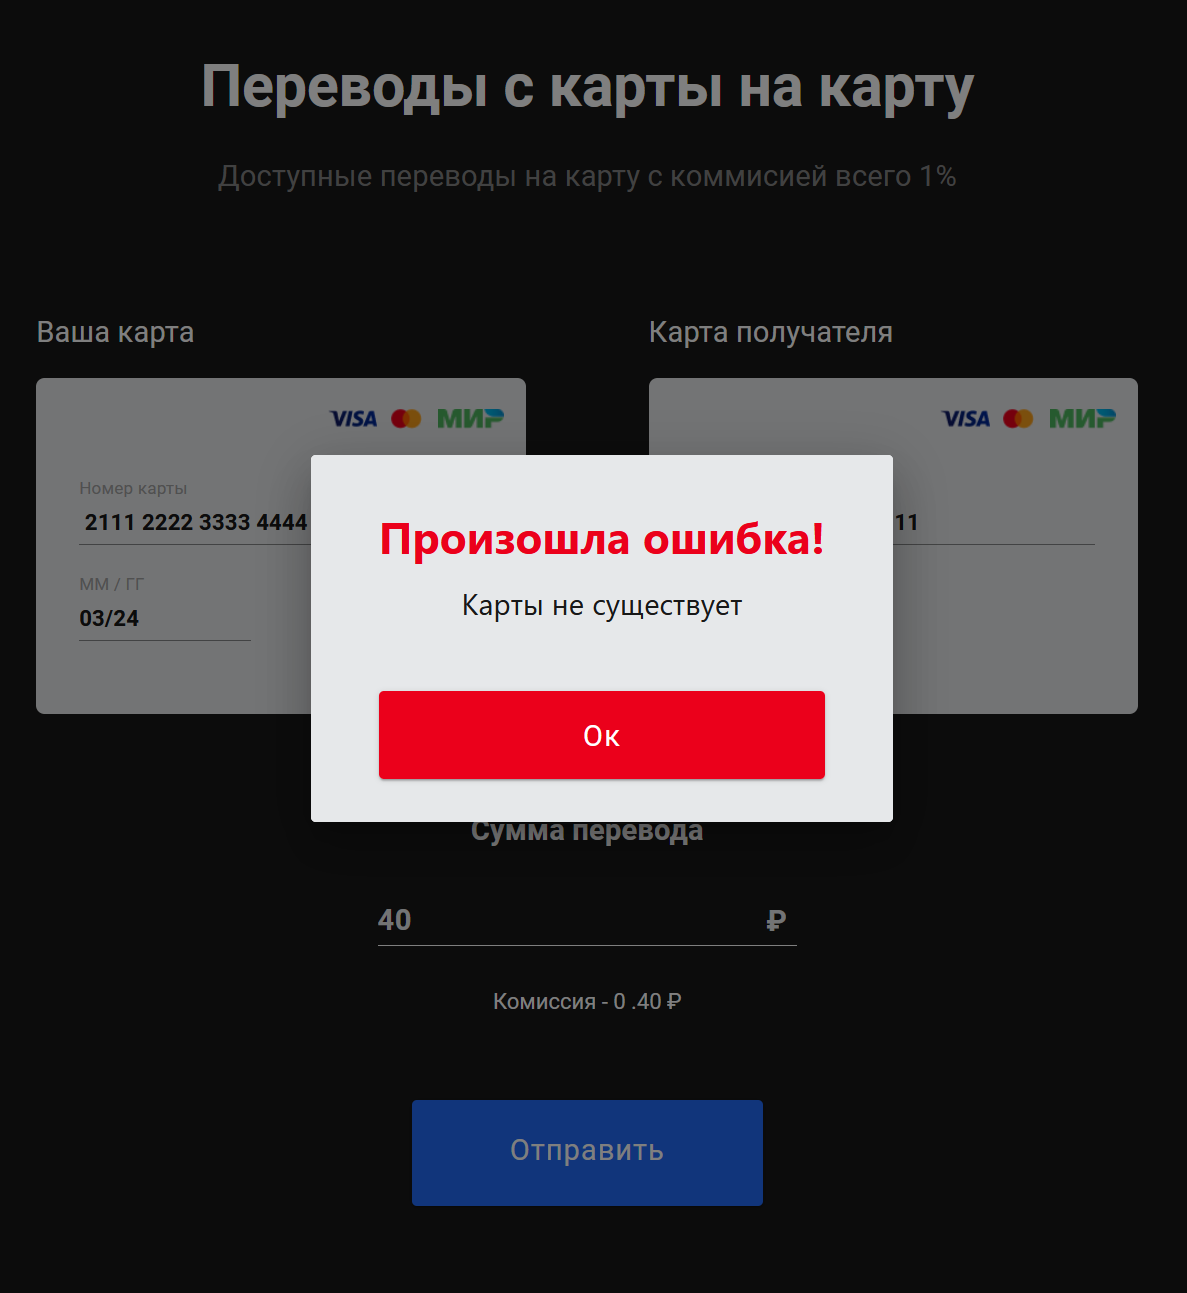 Переводы с карты на карту
Доступные переводы на карту с коммисией всего 1%
Ваша карта
Карта получателя
VISA МИР
VISA МИР
Номер карты
2111 2222 3333 4444
11
ММ / ГГ
03/24
Произошла ошибка!
Карты не существует
Ок
Сумма перевода
40 ₽
Комиссия - 0 .40 ₽
Отправить